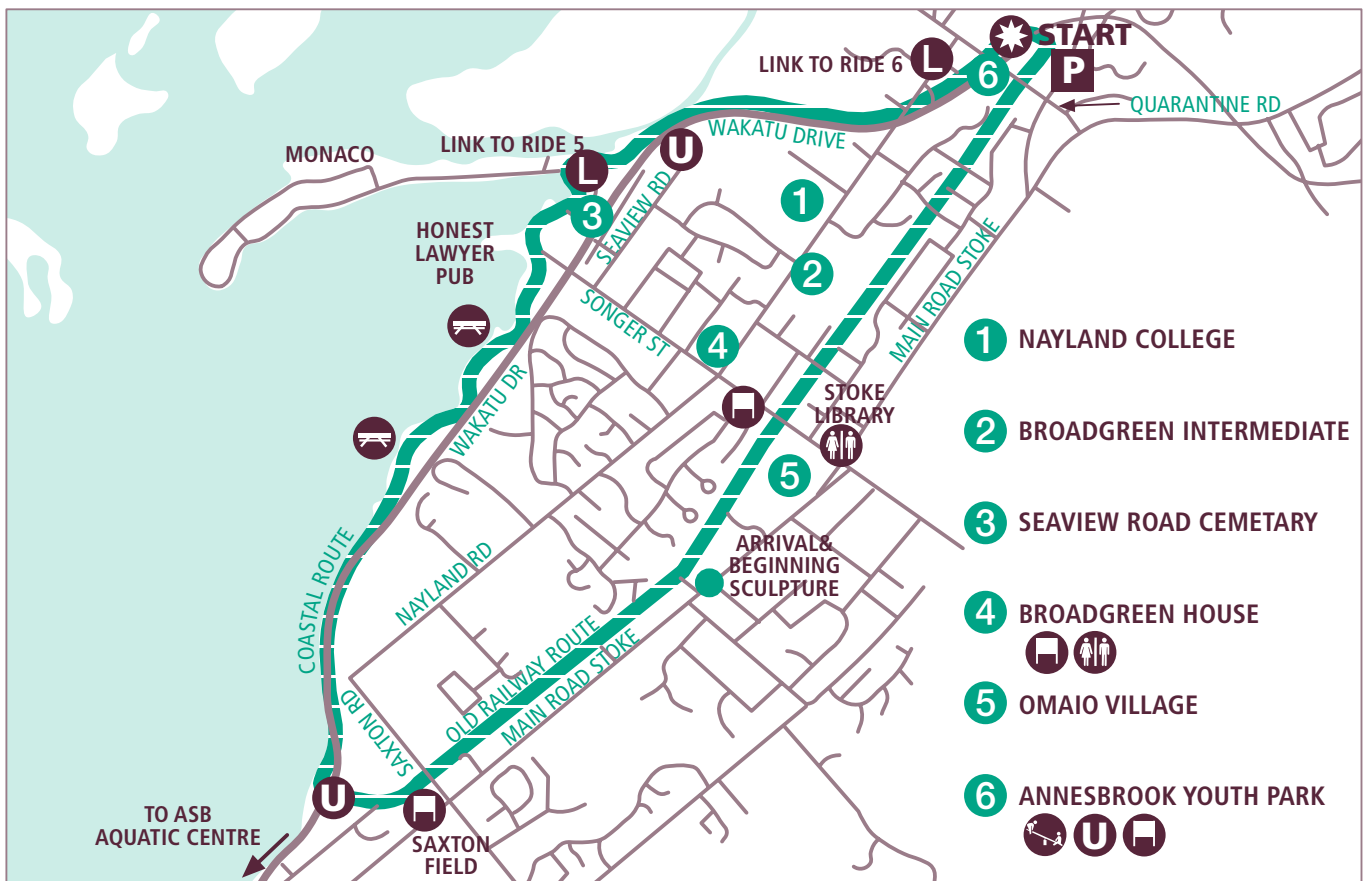 START
P
6
LINK TO RIDE 6
L
QUARANTINE RD
WAKATU DRIVE
LINK TO RIDE 5
L
U
MONACO
3
SEAVIEW RD
1
HONEST
LAWYER
PUB
2
SONGER ST
MAIN ROAD STOKE
4
STOKE
LIBRARY
WAKATU DR
5
ARRIVAL&
BEGINNING
SCULPTURE
NAYLAND RD
COASTAL ROUTE
OLD RAILWAY ROUTE
MAIN ROAD STOKE
SAXTON RD
U
TO ASB
AQUATIC CENTRE
SAXTON
FIELD
1 NAYLAND COLLEGE
2 BROADGREEN INTERMEDIATE
3 SEAVIEW ROAD CEMETARY
4 BROADGREEN HOUSE
5 OMAIO VILLAGE
6 ANNESBROOK YOUTH PARK
U